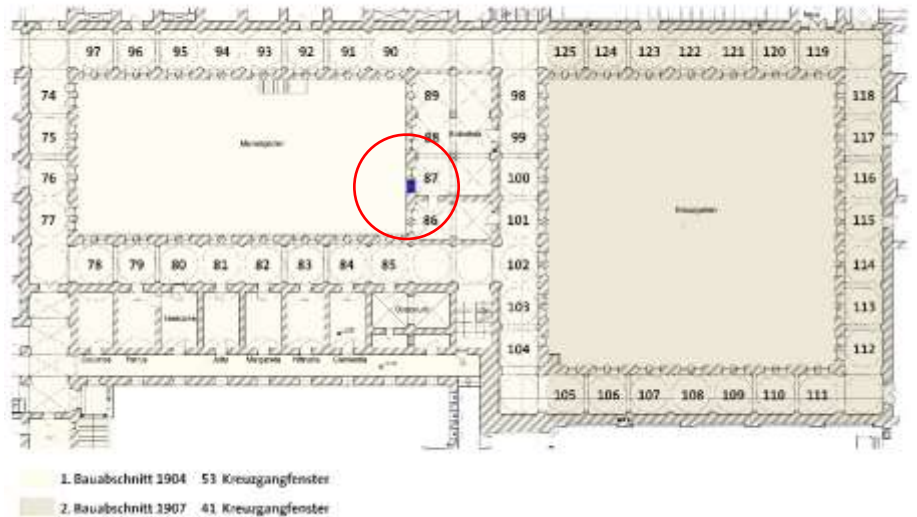 97 96 95 94 93 92 91 90
125 124 123 122 121 120 119
74 89 98 118
75 88 99 117
76 87 100 116
77 86 101 115
78 79 80 81 82 83 84 85 102 114
103 113
104 112
105 106 107 108 109 110 111
Petrus Margareta
1. Bauabschnitt 1904 53 Kreuzgangfenster
2. Bauabschnitt 1907 41 Kreuzgangfenster